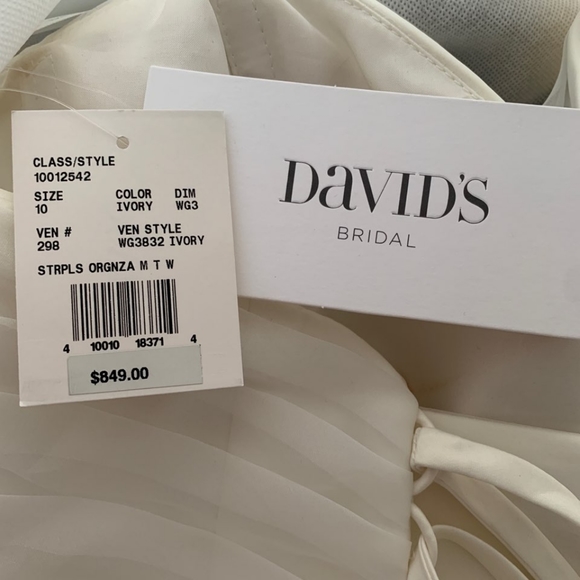 CLASS/STYLE
10012542
SIZE COLOR DIM
10 IVORY WG3
VEN # VEN STYLE
298 WG3832 IVORY
STRPLS ORGNZA M T W
4 10010 18371 4
$849.00
DaVID'S
BRIDAL